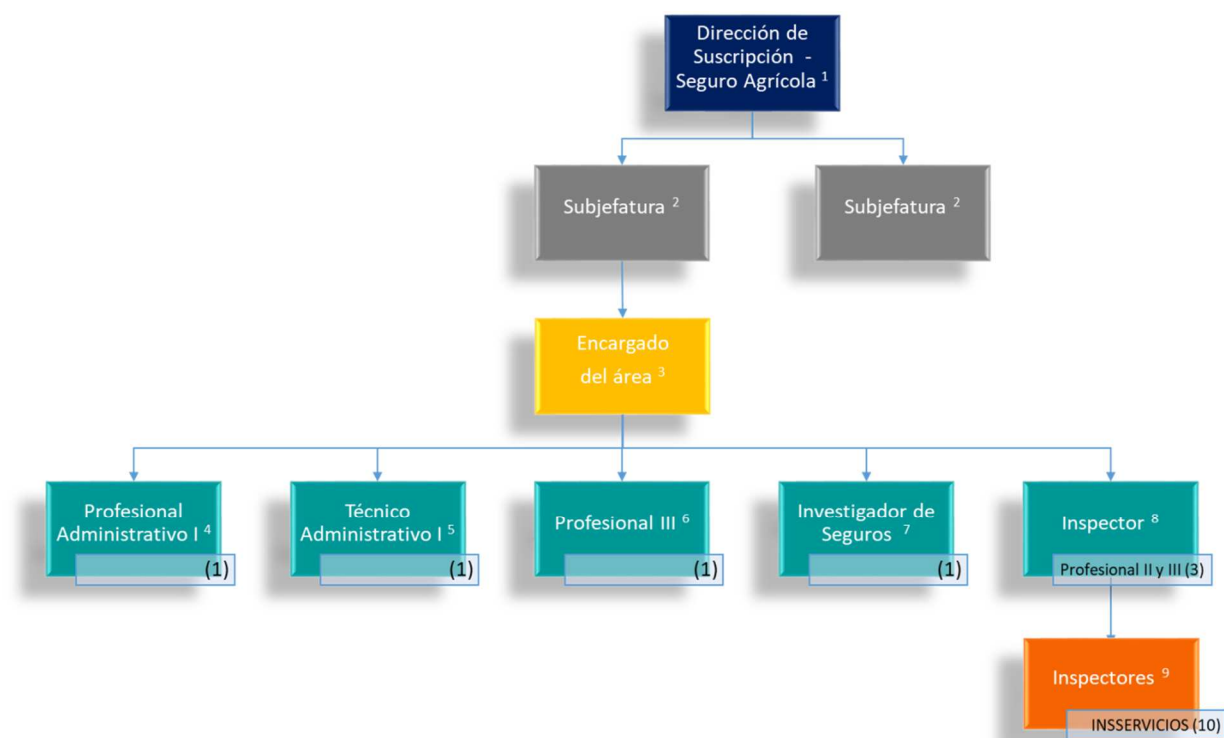 Dirección de
Suscripción -
Seguro Agrícola ¹
Subjefatura ²
Subjefatura ²
Encargado
del área ³
Profesional
Administrativo I ⁴
(1)
Técnico
Administrativo I ⁵
(1)
Profesional III ⁶
(1)
Investigador de
Seguros ⁷
(1)
Inspector ⁸
Profesional II y III (3)
Inspectores ⁹
INSSERVICIOS (10)